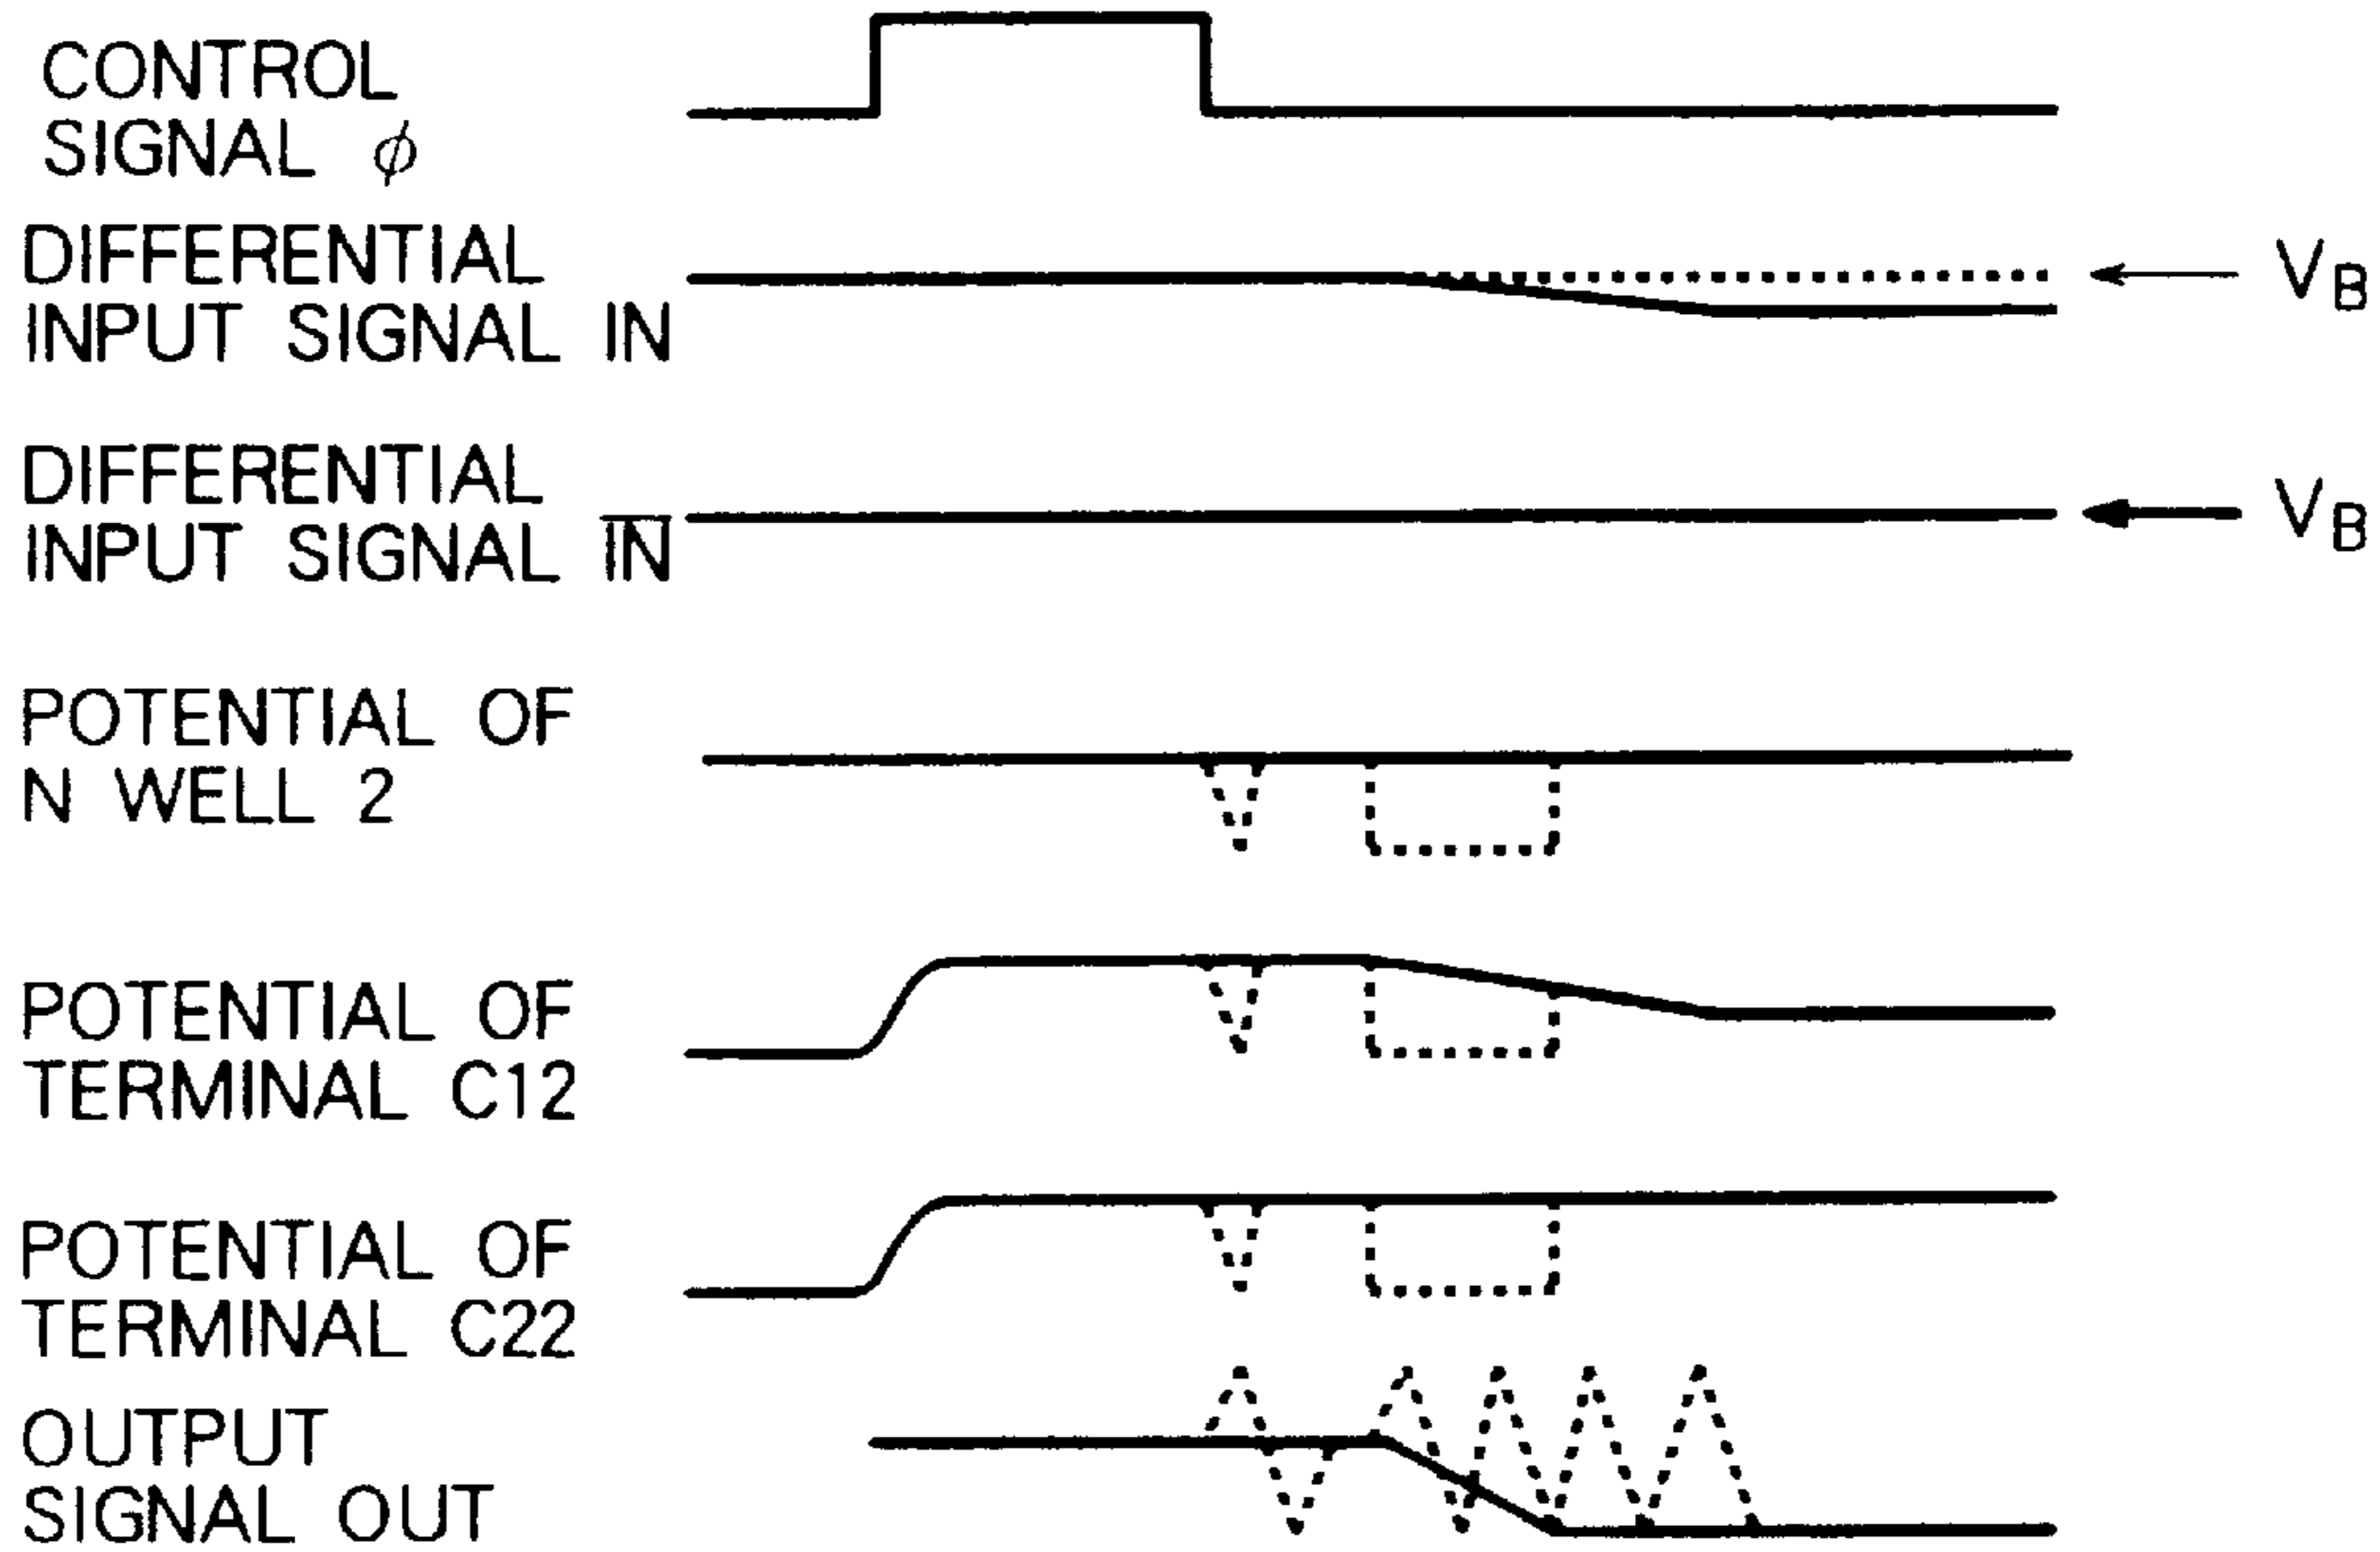 CONTROL
SIGNAL ϕ
DIFFERENTIAL
INPUT SIGNAL IN
V_B
DIFFERENTIAL
INPUT SIGNAL I̅N̅
V_B
POTENTIAL OF
N WELL 2
POTENTIAL OF
TERMINAL C12
POTENTIAL OF
TERMINAL C22
OUTPUT
SIGNAL OUT